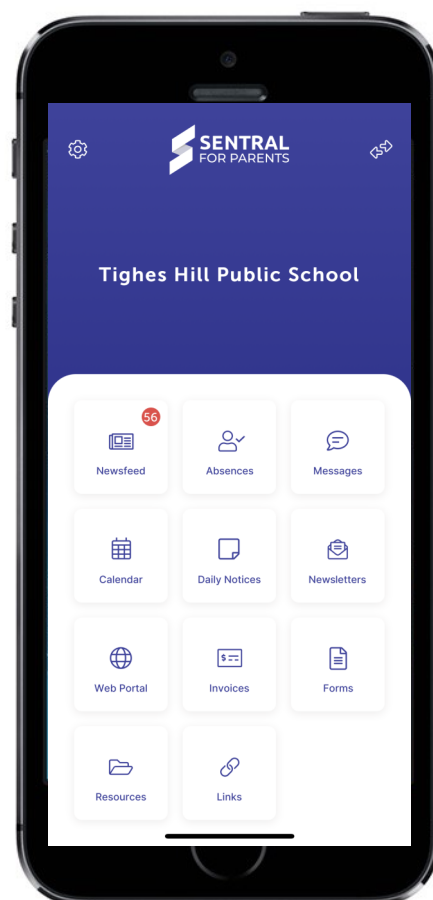 SENTRAL
FOR PARENTS
Tighes Hill Public School
56
Newsfeed
Absences
Messages
Calendar
Daily Notices
Newsletters
Web Portal
$
Invoices
Forms
Resources
Links